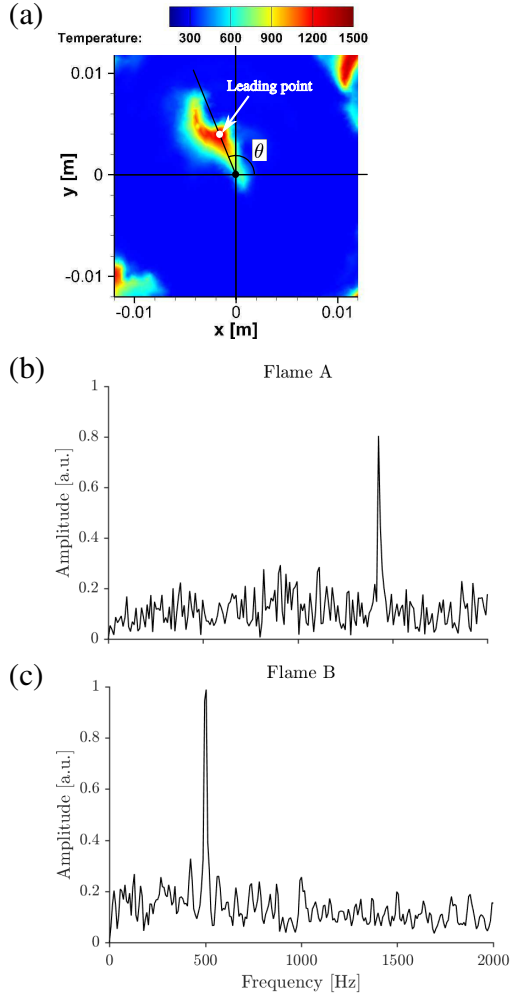 (a)
Temperature: 300 600 900 1200 1500
0.01
Leading point
θ
y [m]
0
-0.01
-0.01 0 0.01
x [m]
(b)
Flame A
1
0.8
0.6
Amplitude [a.u.]
0.4
0.2
0
(c)
Flame B
1
0.8
0.6
Amplitude [a.u.]
0.4
0.2
0
0 500 1000 1500 2000
Frequency [Hz]